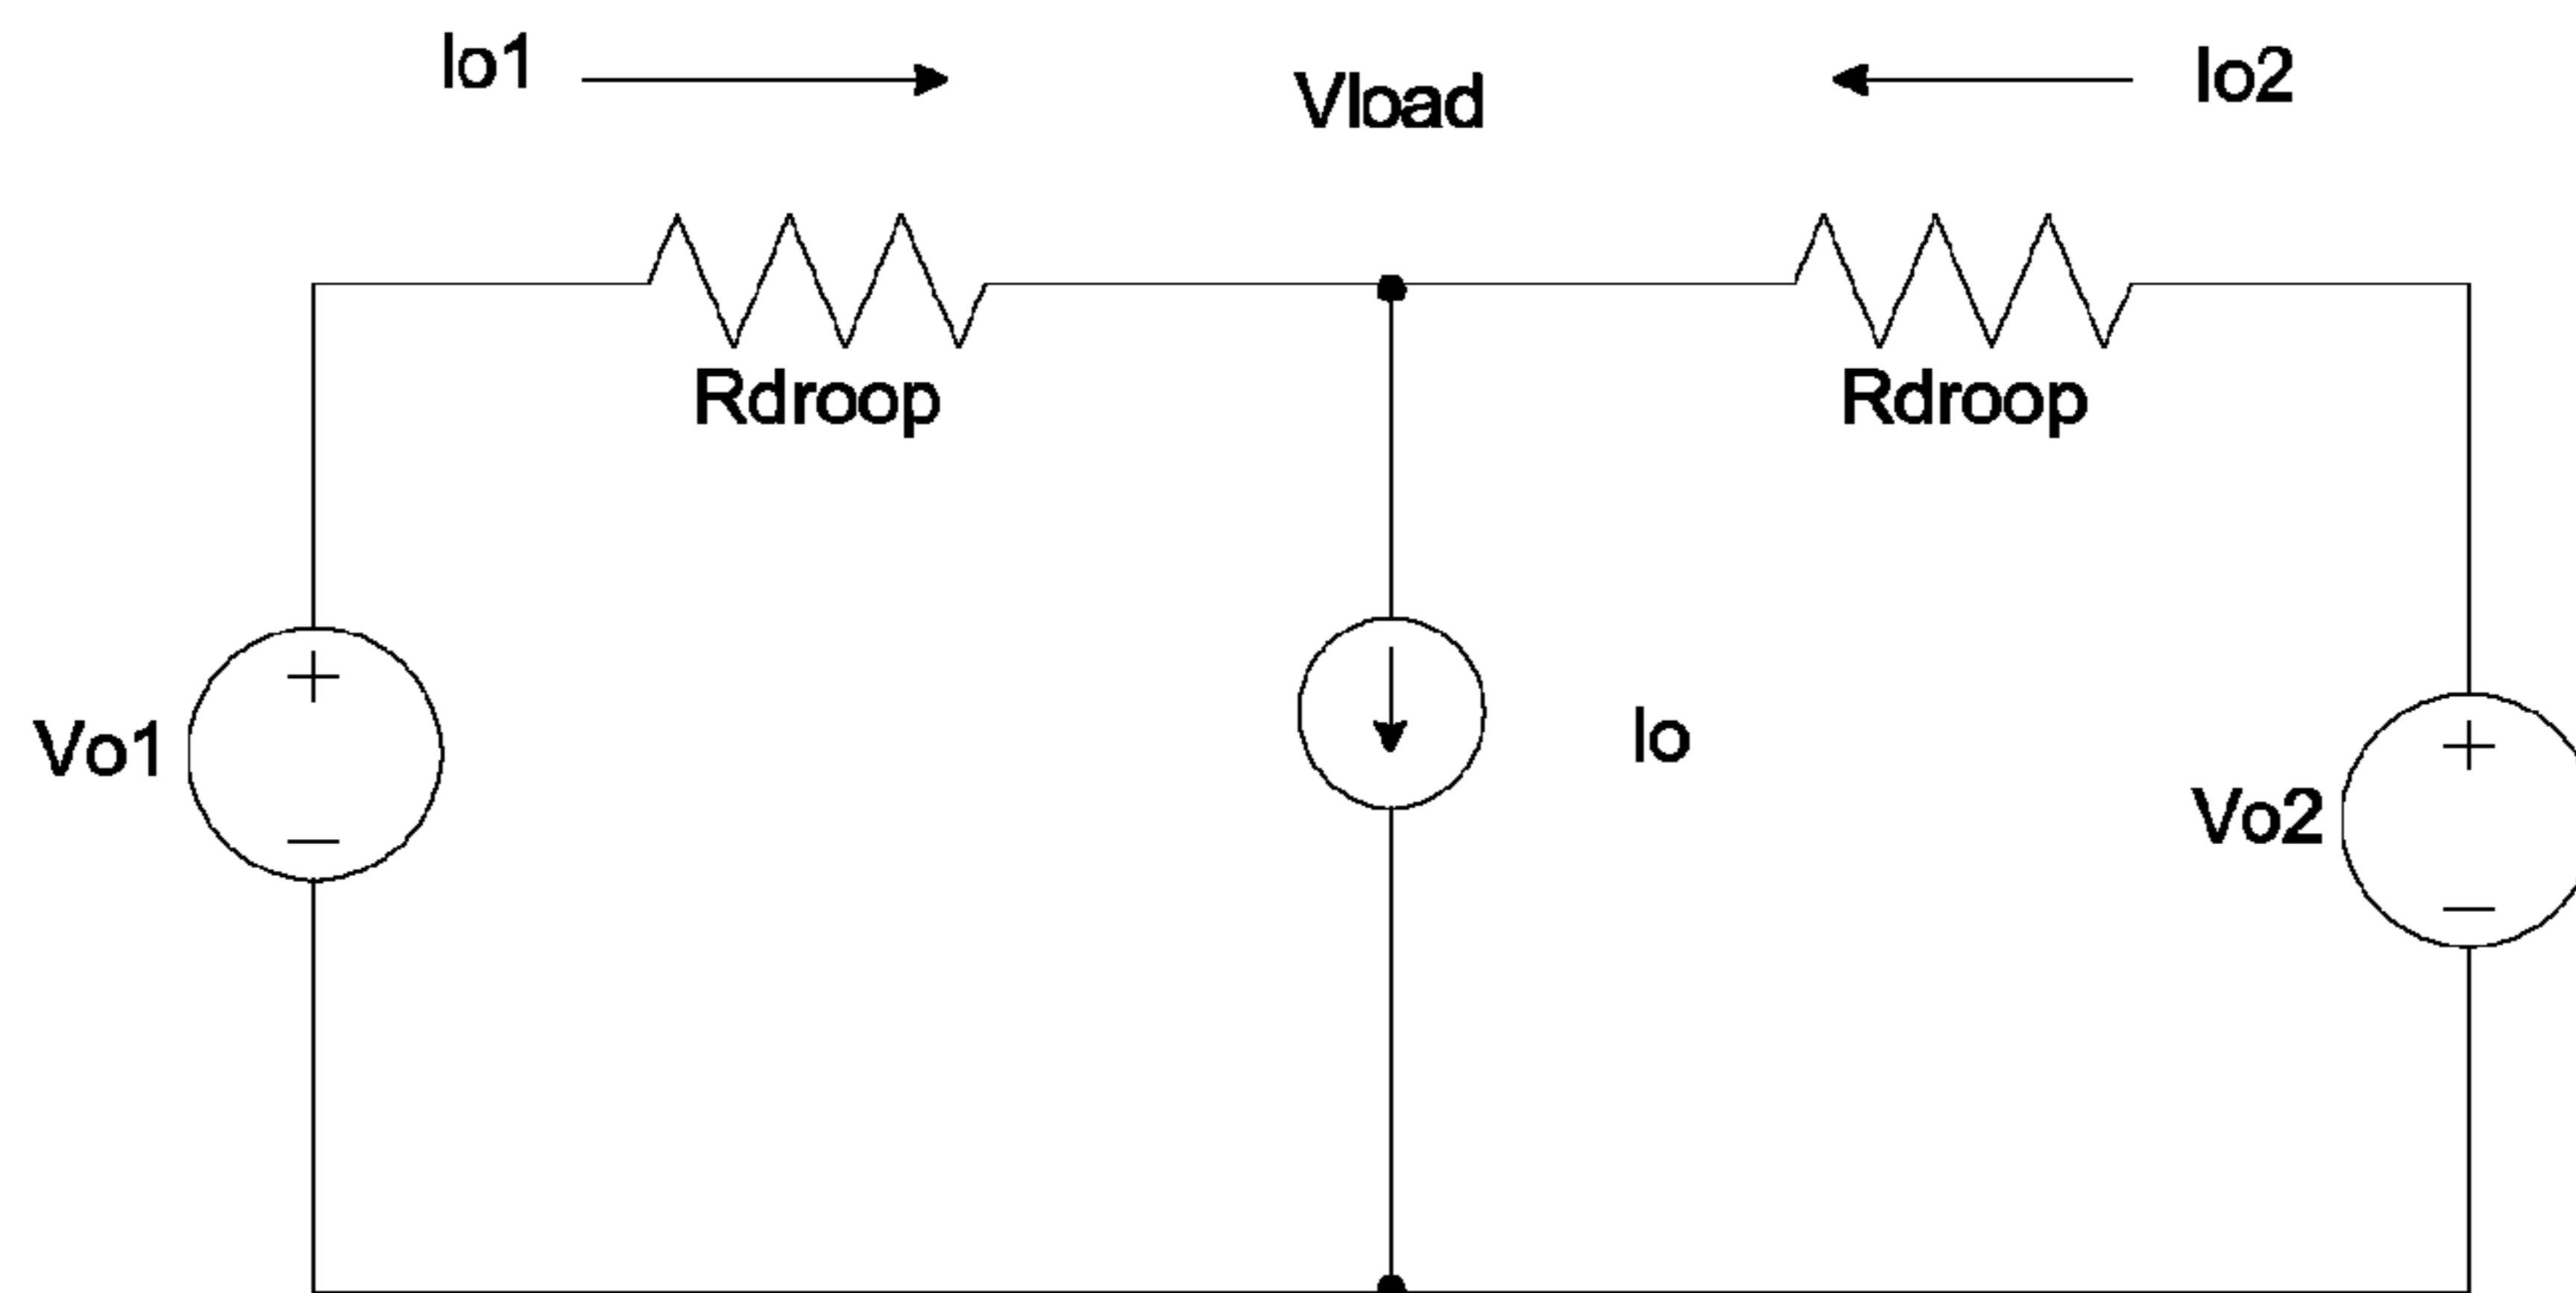 Io1
Vload
Io2
Rdroop
Rdroop
+
+
Vo1
Io
Vo2
−
−